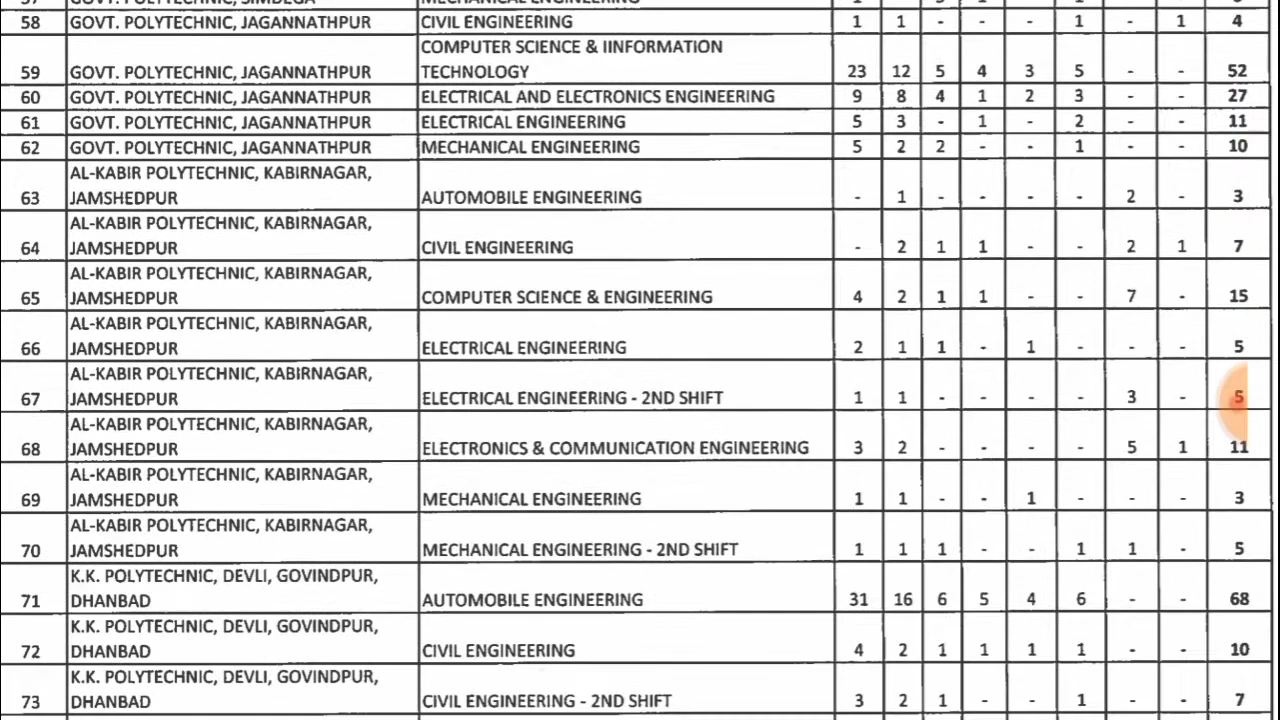 58 GOVT. POLYTECHNIC, JAGANNATHPUR CIVIL ENGINEERING 1 1 - - - 1 - 1 4
COMPUTER SCIENCE & IINFORMATION
59 GOVT. POLYTECHNIC, JAGANNATHPUR TECHNOLOGY 23 12 5 4 3 5 - - 52
60 GOVT. POLYTECHNIC, JAGANNATHPUR ELECTRICAL AND ELECTRONICS ENGINEERING 9 8 4 1 2 3 - - 27
61 GOVT. POLYTECHNIC, JAGANNATHPUR ELECTRICAL ENGINEERING 5 3 - 1 - 2 - - 11
62 GOVT. POLYTECHNIC, JAGANNATHPUR MECHANICAL ENGINEERING 5 2 2 - - 1 - - 10
AL-KABIR POLYTECHNIC, KABIRNAGAR,
63 JAMSHEDPUR AUTOMOBILE ENGINEERING - 1 - - - - 2 - 3
AL-KABIR POLYTECHNIC, KABIRNAGAR,
64 JAMSHEDPUR CIVIL ENGINEERING - 2 1 1 - - 2 1 7
AL-KABIR POLYTECHNIC, KABIRNAGAR,
65 JAMSHEDPUR COMPUTER SCIENCE & ENGINEERING 4 2 1 1 - - 7 - 15
AL-KABIR POLYTECHNIC, KABIRNAGAR,
66 JAMSHEDPUR ELECTRICAL ENGINEERING 2 1 1 - 1 - - - 5
AL-KABIR POLYTECHNIC, KABIRNAGAR,
67 JAMSHEDPUR ELECTRICAL ENGINEERING - 2ND SHIFT 1 1 - - - - 3 - 5
AL-KABIR POLYTECHNIC, KABIRNAGAR,
68 JAMSHEDPUR ELECTRONICS & COMMUNICATION ENGINEERING 3 2 - - - - 5 1 11
AL-KABIR POLYTECHNIC, KABIRNAGAR,
69 JAMSHEDPUR MECHANICAL ENGINEERING 1 1 - - 1 - - - 3
AL-KABIR POLYTECHNIC, KABIRNAGAR,
70 JAMSHEDPUR MECHANICAL ENGINEERING - 2ND SHIFT 1 1 1 - - 1 1 - 5
K.K. POLYTECHNIC, DEVLI, GOVINDPUR,
71 DHANBAD AUTOMOBILE ENGINEERING 31 16 6 5 4 6 - - 68
K.K. POLYTECHNIC, DEVLI, GOVINDPUR,
72 DHANBAD CIVIL ENGINEERING 4 2 1 1 1 1 - - 10
K.K. POLYTECHNIC, DEVLI, GOVINDPUR,
73 DHANBAD CIVIL ENGINEERING - 2ND SHIFT 3 2 1 - - 1 - - 7